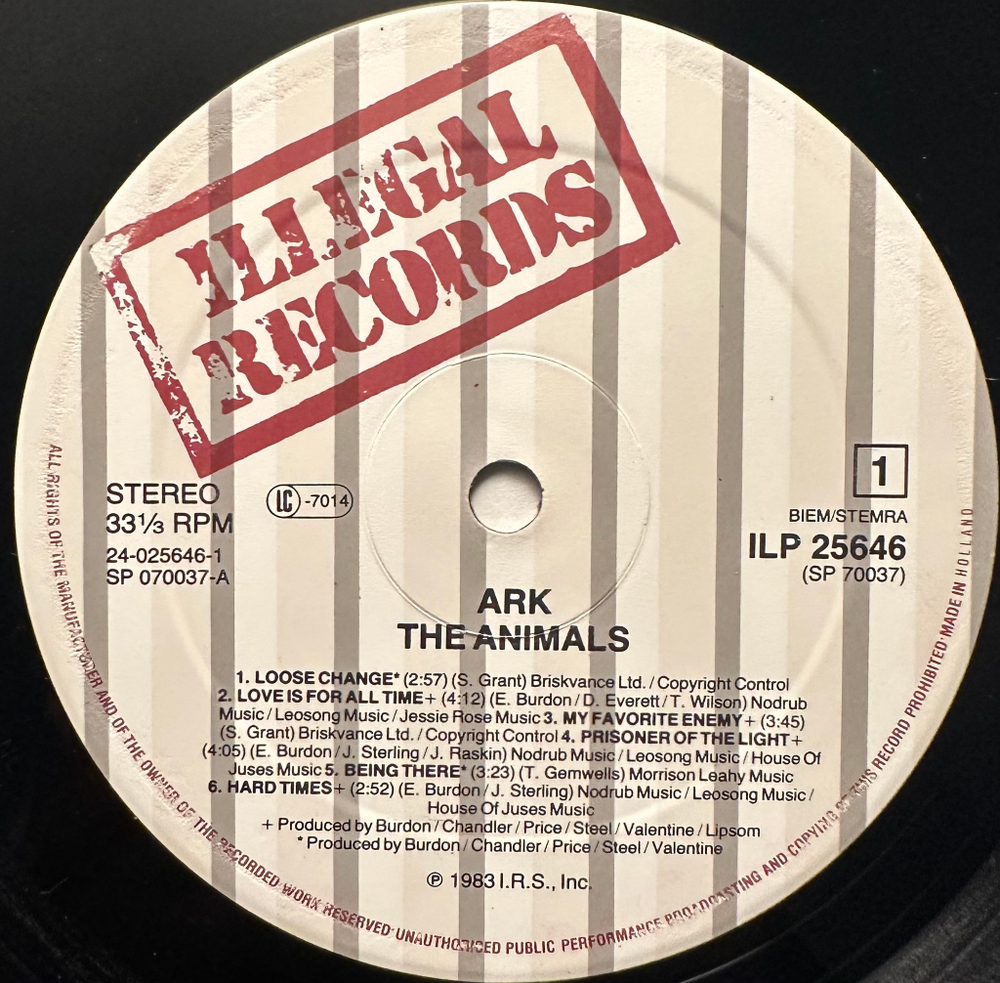 ILLEGAL
RECORDS
STEREO
33⅓ RPM
24-025646-1
SP 070037-A
LC -7014
1
BIEM/STEMRA
ILP 25646
(SP 70037)
ARK
THE ANIMALS
1. LOOSE CHANGE* (2:57) (S. Grant) Briskvance Ltd. / Copyright Control
2. LOVE IS FOR ALL TIME+ (4:12) (E. Burdon / D. Everett / T. Wilson) Nodrub
Music / Leosong Music / Jessie Rose Music 3. MY FAVORITE ENEMY+ (3:45)
(S. Grant) Briskvance Ltd. / Copyright Control 4. PRISONER OF THE LIGHT+
(4:05) (E. Burdon / J. Sterling / J. Raskin) Nodrub Music / Leosong Music / House Of
Juses Music 5. BEING THERE* (3:23) (T. Gemwells) Morrison Leahy Music
6. HARD TIMES+ (2:52) (E. Burdon / J. Sterling) Nodrub Music / Leosong Music /
House Of Juses Music
+ Produced by Burdon / Chandler / Price / Steel / Valentine / Lipsom
* Produced by Burdon / Chandler / Price / Steel / Valentine
℗ 1983 I.R.S., Inc.
ALL RIGHTS OF THE MANUFACTURER AND OF THE OWNER OF THE RECORDED WORK RESERVED · UNAUTHORISED PUBLIC PERFORMANCE BROADCASTING AND COPYING OF THIS RECORD PROHIBITED · MADE IN HOLLAND